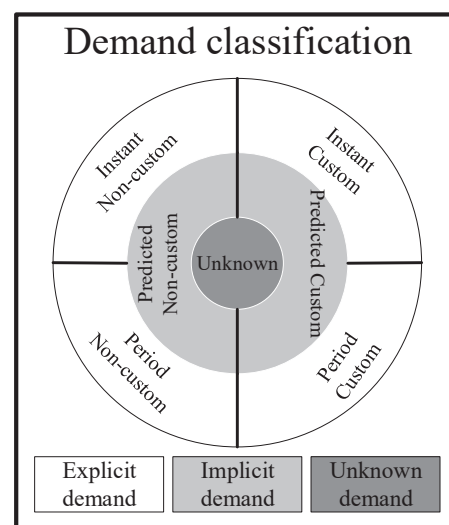 Demand classification
Instant
Non-custom
Instant
Custom
Predicted
Non-custom
Unknown
Predicted Custom
Period
Non-custom
Period
Custom
Explicit
demand
Implicit
demand
Unknown
demand